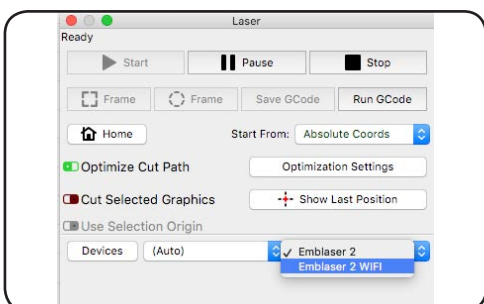 Laser
Ready
Start Pause Stop
Frame Frame Save GCode Run GCode
Home Start From: Absolute Coords
Optimize Cut Path Optimization Settings
Cut Selected Graphics Show Last Position
Use Selection Origin
Devices (Auto) ✓ Emblaser 2
Emblaser 2 WIFI